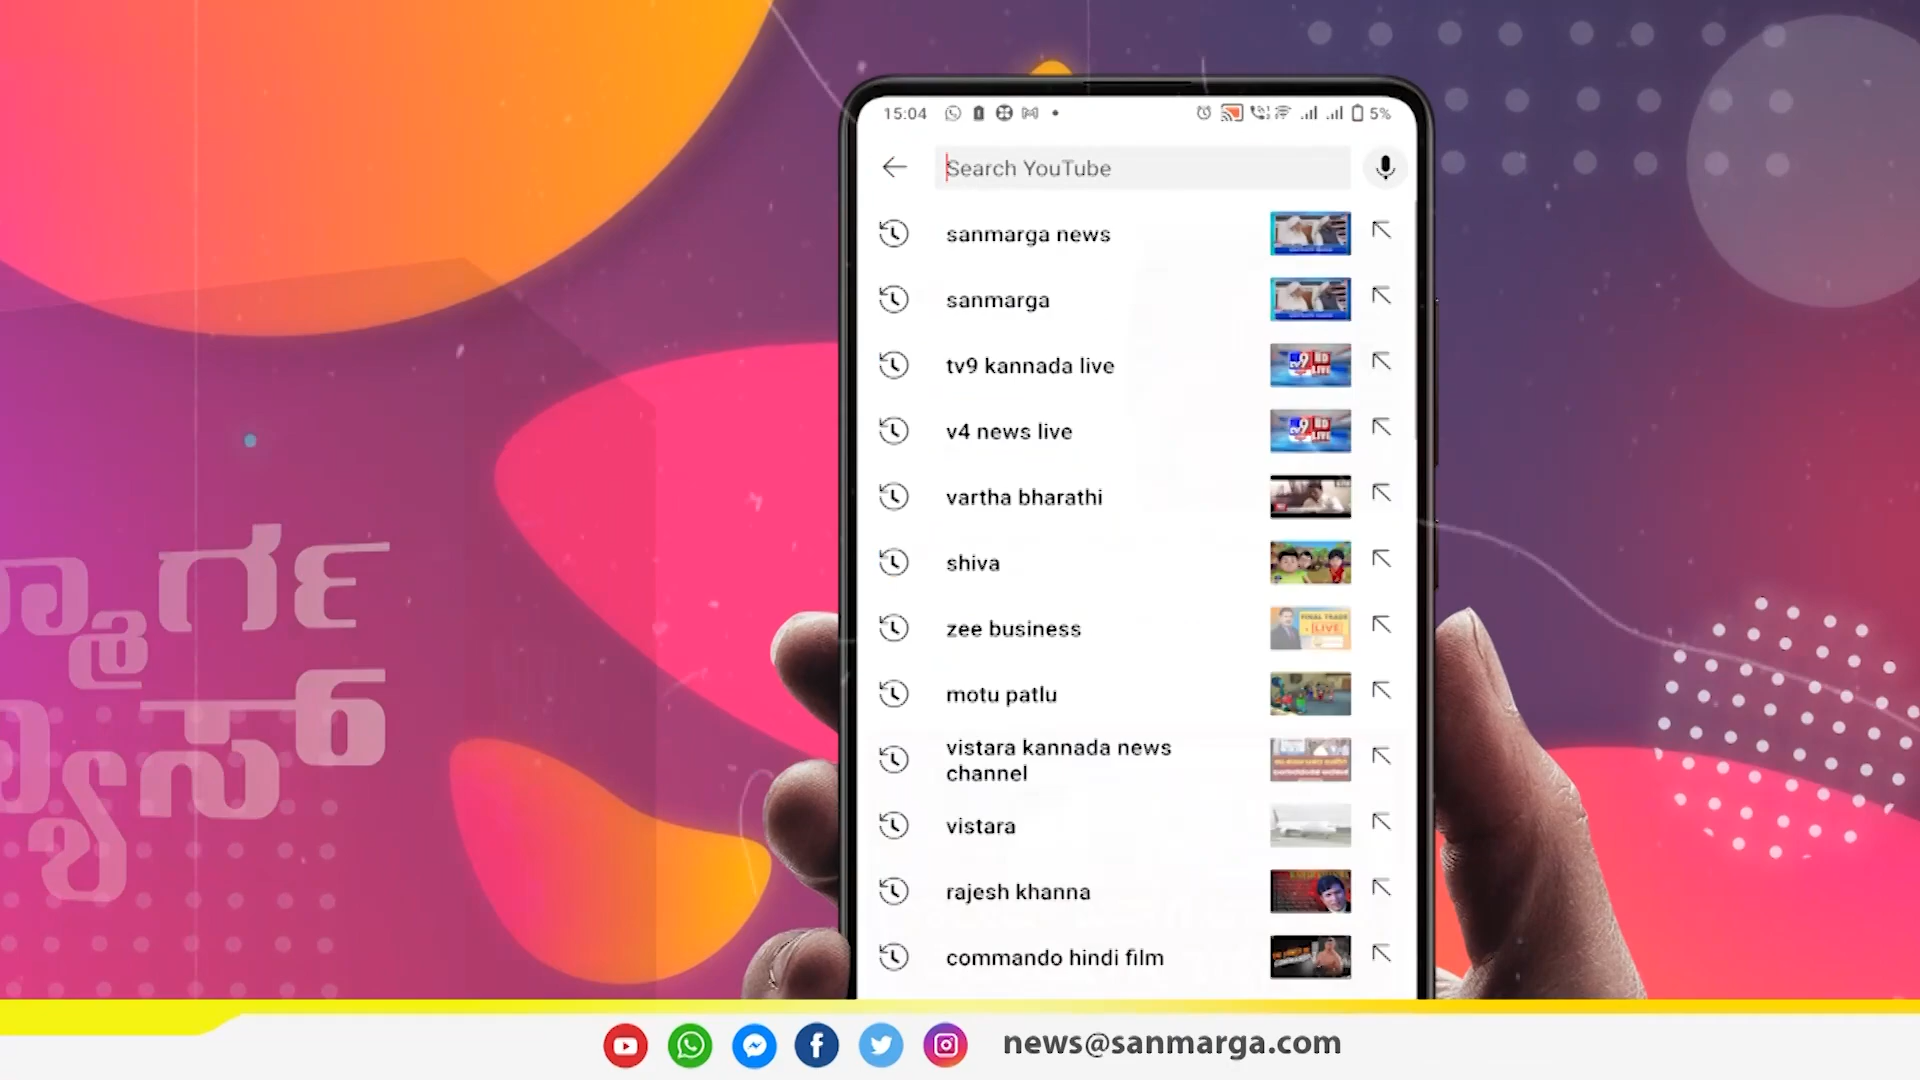 15:04
5%
Search YouTube
sanmarga news
sanmarga
tv9 kannada live
v4 news live
vartha bharathi
shiva
zee business
motu patlu
vistara kannada news
channel
vistara
rajesh khanna
commando hindi film
news@sanmarga.com